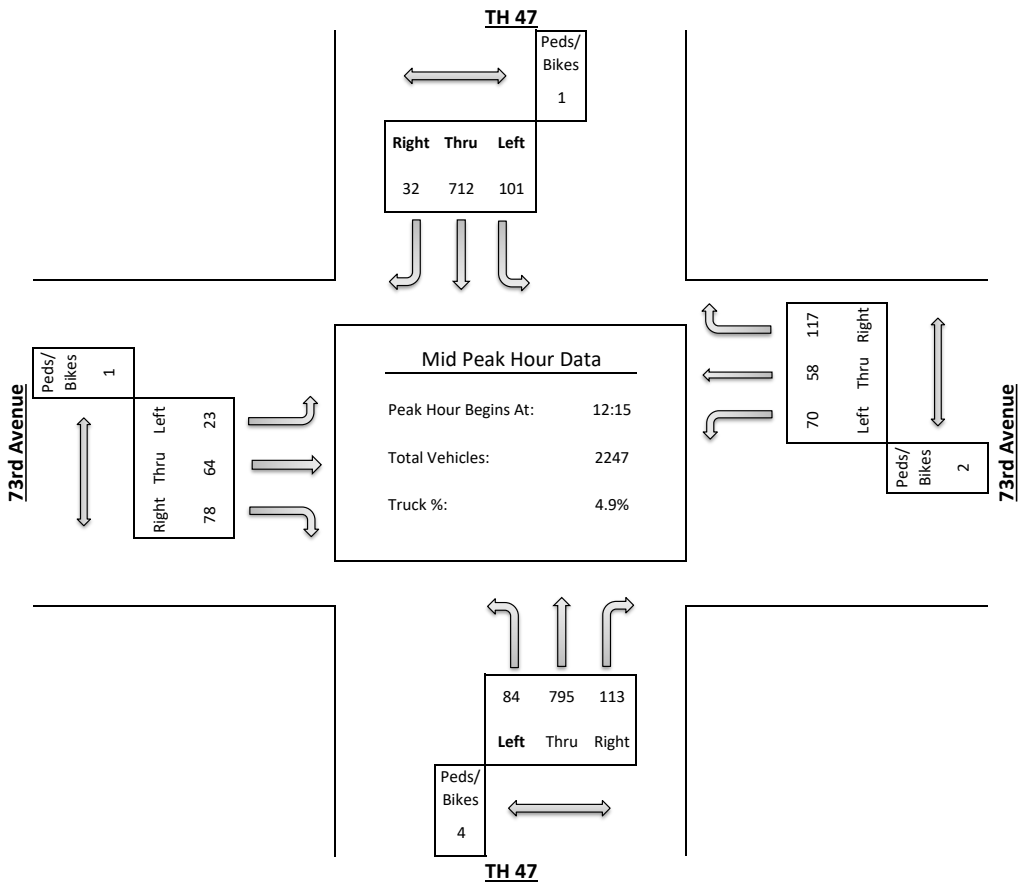 TH 47
Peds/
Bikes
1
Right Thru Left
32 712 101
73rd Avenue
Peds/
Bikes
1
Left 23
Thru 64
Right 78
Mid Peak Hour Data
Peak Hour Begins At: 12:15
Total Vehicles: 2247
Truck %: 4.9%
117 Right
58 Thru
70 Left
Peds/
Bikes
2
73rd Avenue
84 795 113
Left Thru Right
Peds/
Bikes
4
TH 47